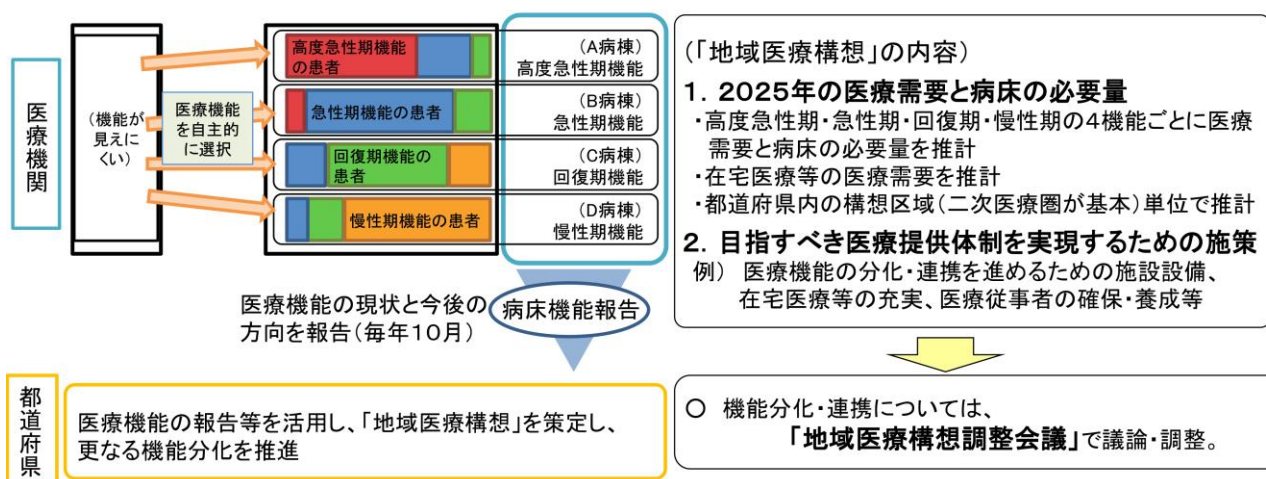 医療機関
(機能が
見えに
くい)
医療機能
を自主的
に選択
高度急性期機能
の患者
急性期機能の患者
回復期機能の
患者
慢性期機能の患者
(A病棟)
高度急性期機能
(B病棟)
急性期機能
(C病棟)
回復期機能
(D病棟)
慢性期機能
医療機能の現状と今後の
方向を報告(毎年10月)
病床機能報告
都道府県
医療機能の報告等を活用し、「地域医療構想」を策定し、
更なる機能分化を推進
(「地域医療構想」の内容)
1. 2025年の医療需要と病床の必要量
・高度急性期・急性期・回復期・慢性期の4機能ごとに医療
需要と病床の必要量を推計
・在宅医療等の医療需要を推計
・都道府県内の構想区域(二次医療圏が基本)単位で推計
2. 目指すべき医療提供体制を実現するための施策
例) 医療機能の分化・連携を進めるための施設設備、
在宅医療等の充実、医療従事者の確保・養成等
○ 機能分化・連携については、
「地域医療構想調整会議」で議論・調整。